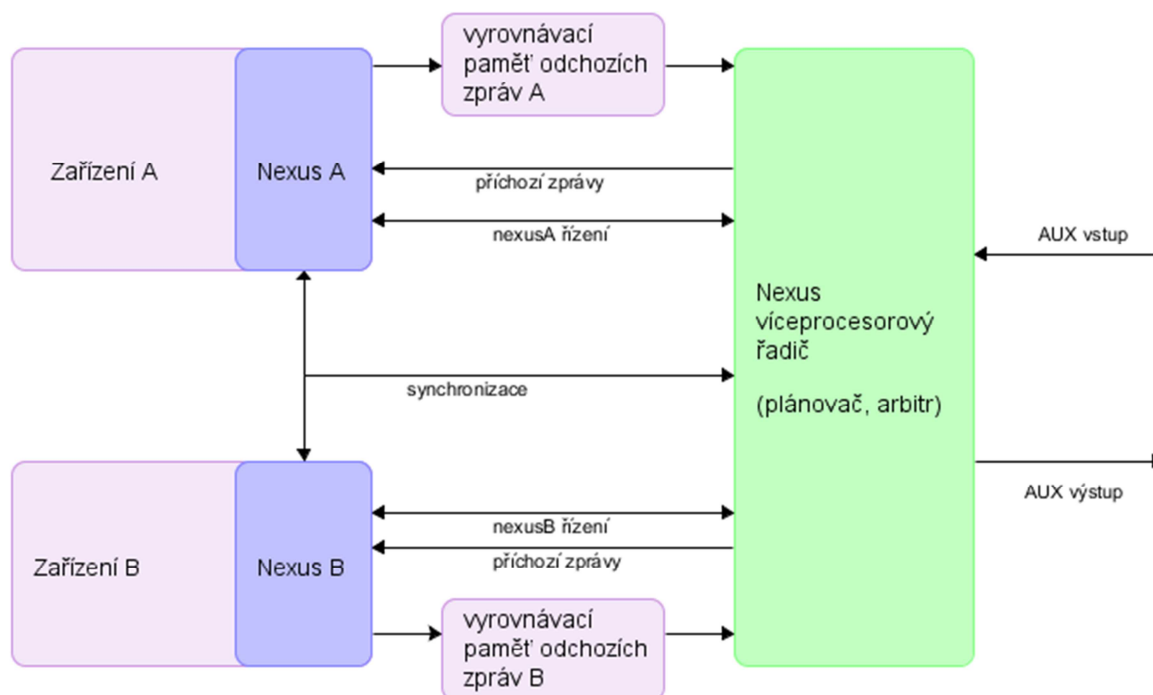 vyrovnávací
paměť odchozích
zpráv A
Zařízení A
Nexus A
příchozí zprávy
nexusA řízení
AUX vstup
Nexus
víceprocesorový
řadič
(plánovač, arbitr)
synchronizace
AUX výstup
nexusB řízení
příchozí zprávy
Zařízení B
Nexus B
vyrovnávací
paměť odchozích
zpráv B